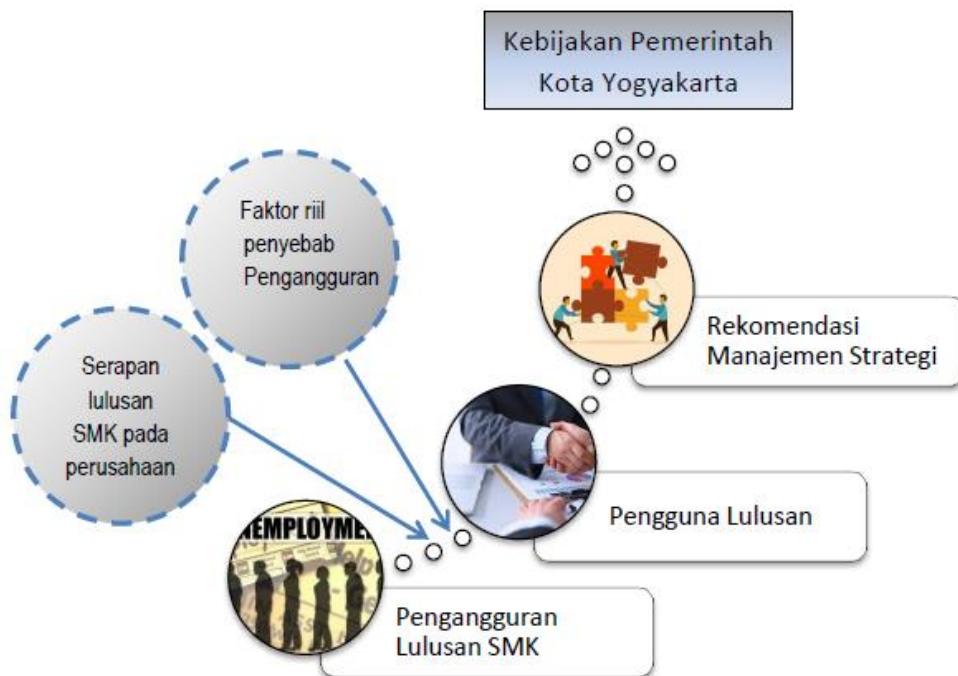 Kebijakan Pemerintah
Kota Yogyakarta
Faktor riil
penyebab
Pengangguran
Rekomendasi
Manajemen Strategi
Serapan
lulusan
SMK pada
perusahaan
Pengguna Lulusan
NEMPLOYME
Pengangguran
Lulusan SMK